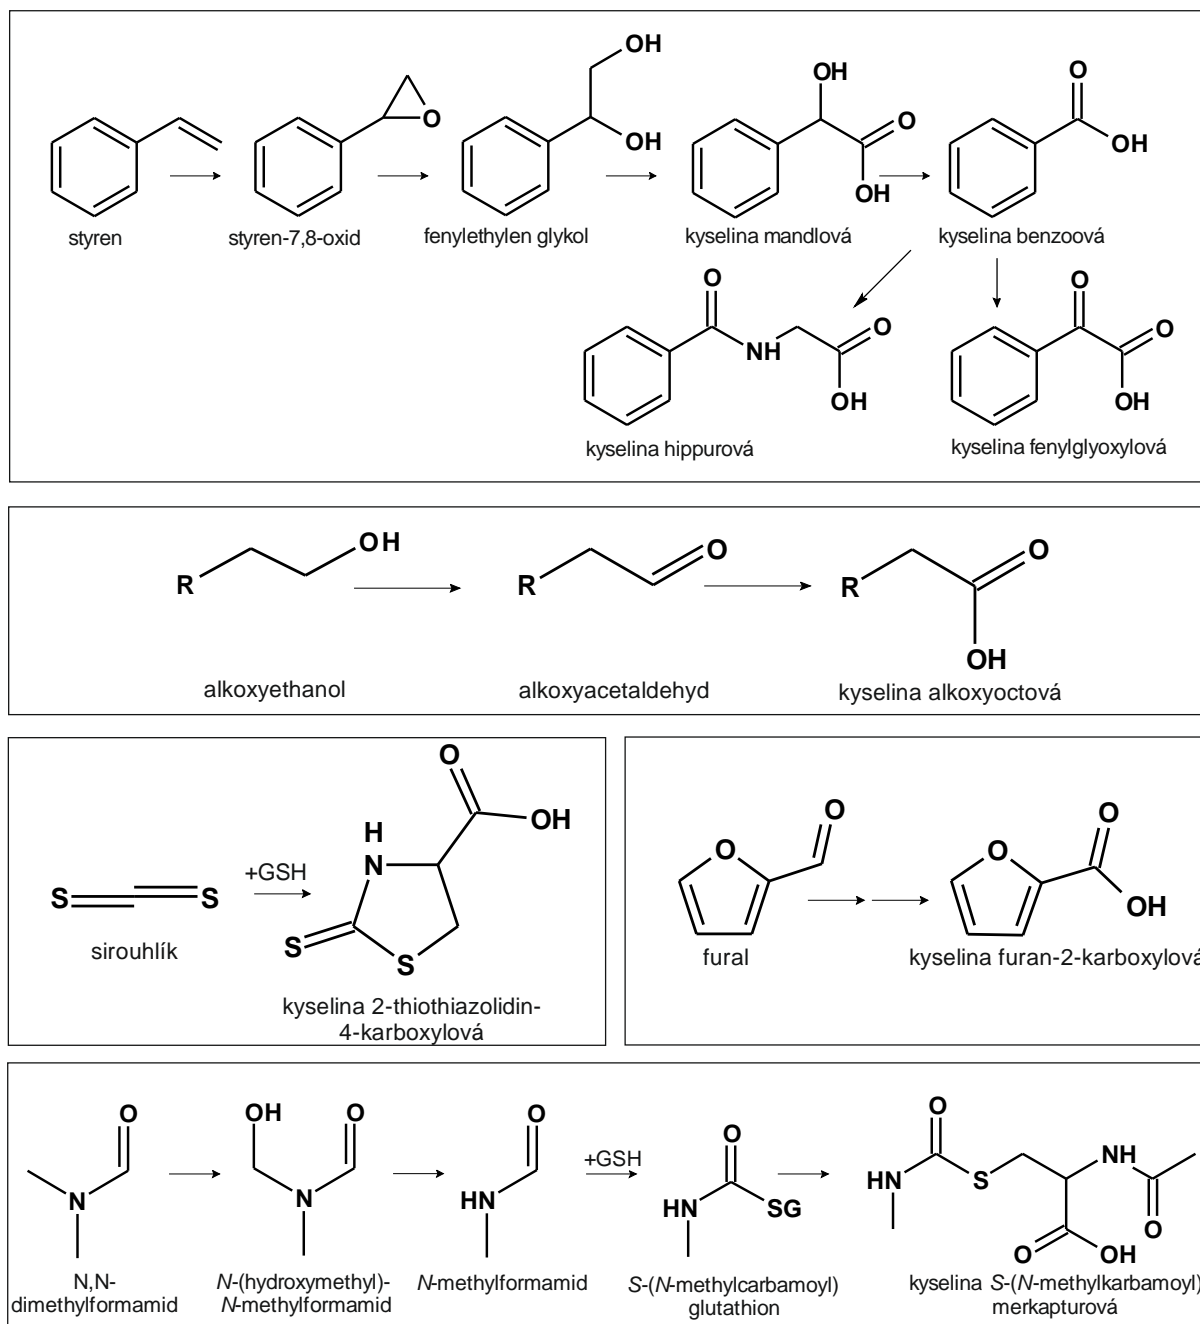 OH
O
OH
OH
O
O
OH
O
OH
styren
styren-7,8-oxid
fenylethylen glykol
kyselina mandlová
kyselina benzoová
O
O
NH
OH
O
O
OH
kyselina hippurová
kyselina fenylglyoxylová
R
OH
R
O
R
O
OH
alkoxyethanol
alkoxyacetaldehyd
kyselina alkoxyoctová
O
OH
H
N
S
S
+GSH
S
S
sirouhlík
kyselina 2-thiothiazolidin-
4-karboxylová
O
O
O
O
OH
fural
kyselina furan-2-karboxylová
O
N
OH
O
N
O
HN
+GSH
O
HN
SG
O
HN
S
NH
O
O
OH
N,N-
dimethylformamid
N-(hydroxymethyl)-
N-methylformamid
N-methylformamid
S-(N-methylcarbamoyl)
glutathion
kyselina S-(N-methylkarbamoyl)
merkapturová